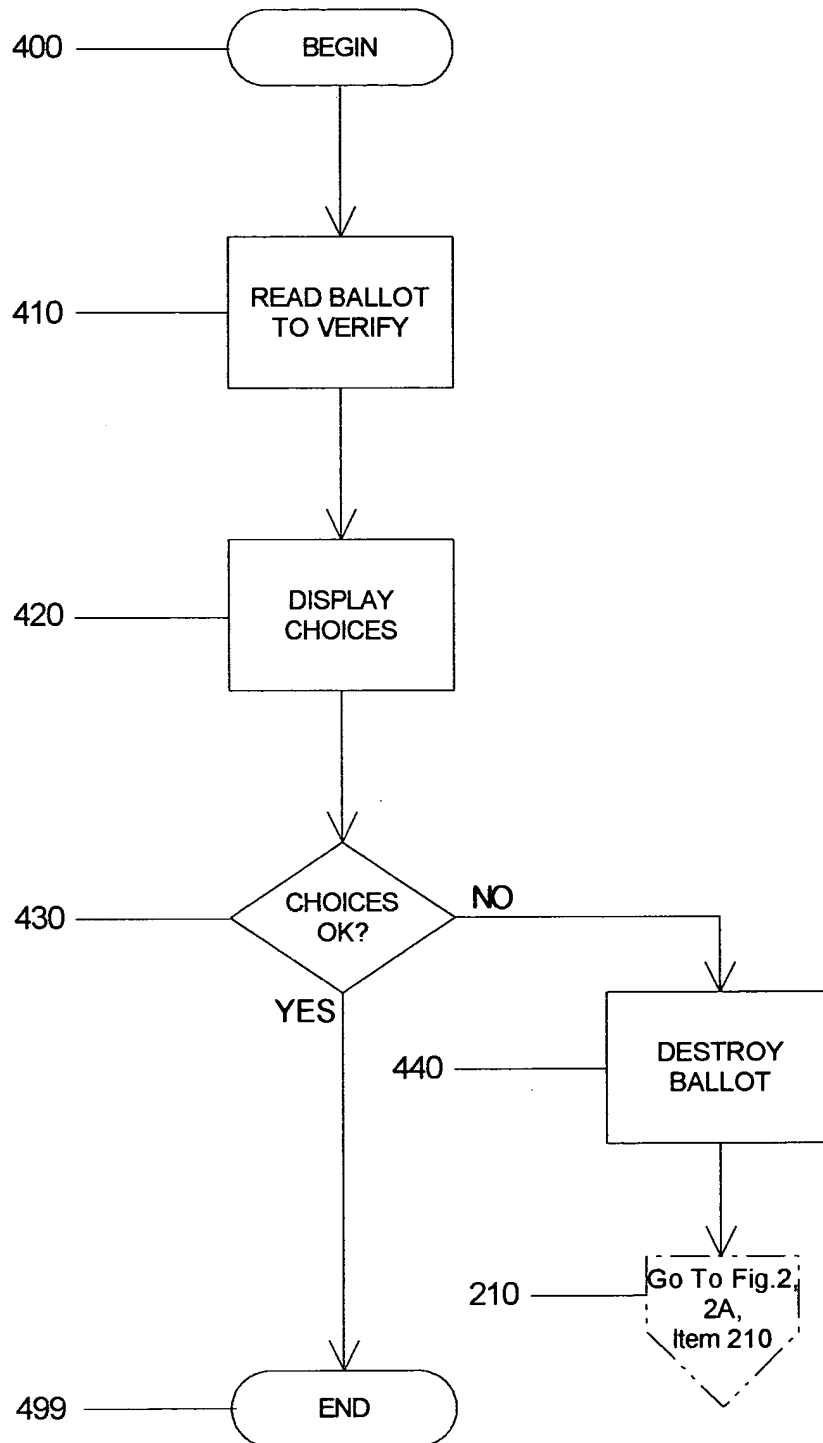 400
BEGIN
410
READ BALLOT
TO VERIFY
420
DISPLAY
CHOICES
430
CHOICES
OK?
NO
YES
440
DESTROY
BALLOT
210
Go To Fig.2,
2A,
Item 210
499
END